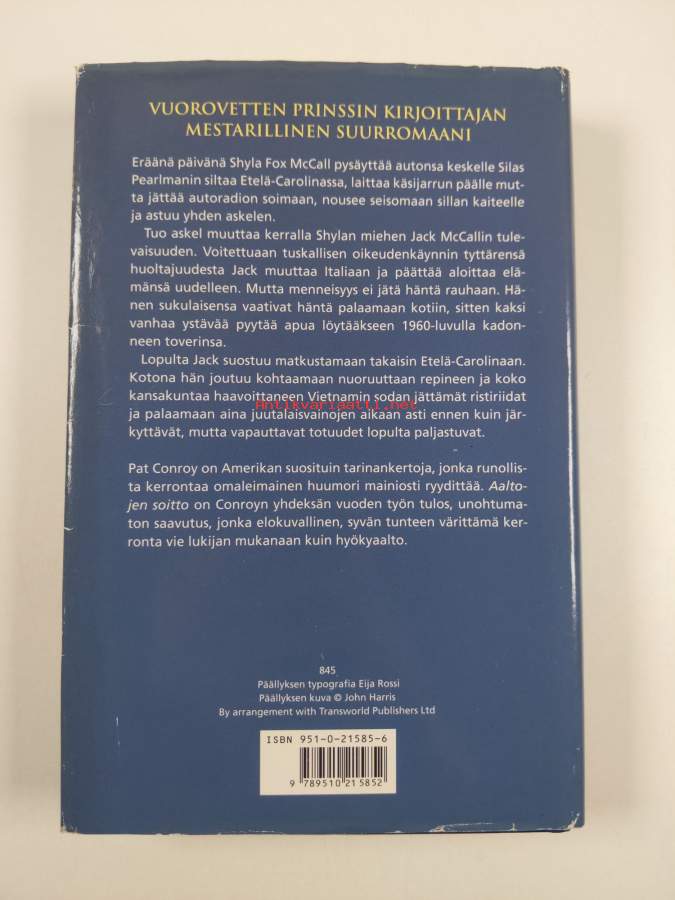 VUOROVETTEN PRINSSIN KIRJOITTAJAN
MESTARILLINEN SUURROMAANI
Eräänä päivänä Shyla Fox McCall pysäyttää autonsa keskelle Silas
Pearlmanin siltaa Etelä-Carolinassa, laittaa käsijarrun päälle mut-
ta jättää autoradion soimaan, nousee seisomaan sillan kaiteelle
ja astuu yhden askelen.
Tuo askel muuttaa kerralla Shylan miehen Jack McCallin tule-
vaisuuden. Voitettuaan tuskallisen oikeudenkäynnin tyttärensä
huoltajuudesta Jack muuttaa Italiaan ja päättää aloittaa elä-
mänsä uudelleen. Mutta menneisyys ei jätä häntä rauhaan. Hä-
nen sukulaisensa vaativat häntä palaamaan kotiin, sitten kaksi
vanhaa ystävää pyytää apua löytääkseen 1960-luvulla kadon-
neen toverinsa.
Lopulta Jack suostuu matkustamaan takaisin Etelä-Carolinaan.
Kotona hän joutuu kohtaamaan nuoruuttaan repineen ja koko
kansakuntaa haavoittaneen Vietnamin sodan jättämät ristiriidat
Antikvariaatti.net
ja palaamaan aina juutalaisvainojen aikaan asti ennen kuin jär-
kyttävät, mutta vapauttavat totuudet lopulta paljastuvat.
Pat Conroy on Amerikan suosituin tarinankertoja, jonka runollis-
ta kerrontaa omaleimainen huumori mainiosti ryydittää. Aalto-
jen soitto on Conroyn yhdeksän vuoden työn tulos, unohtuma-
ton saavutus, jonka elokuvallinen, syvän tunteen värittämä ker-
ronta vie lukijan mukanaan kuin hyökyaalto.
845
Päällyksen typografia Eija Rossi
Päällyksen kuva © John Harris
By arrangement with Transworld Publishers Ltd
ISBN 951-0-21585-6
9 789510 215852